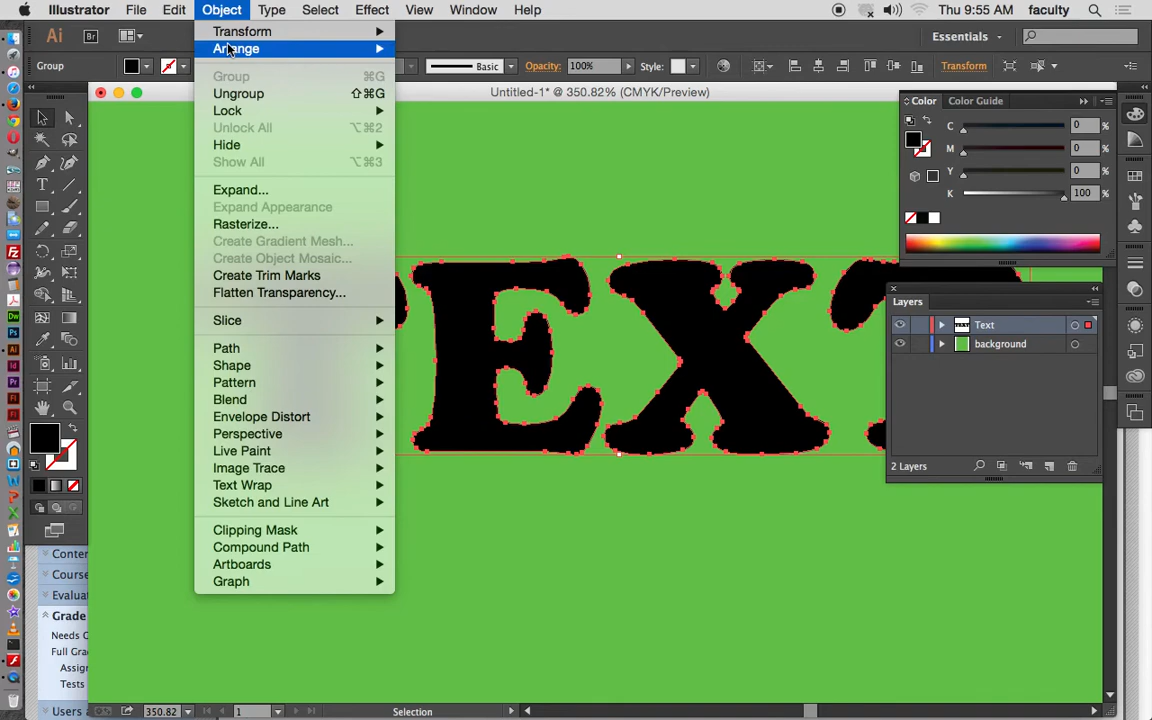 Illustrator File Edit Object Type Select Effect View Window Help Thu 9:55 AM faculty
Ai Br Essentials
Group Basic Opacity: 100% Style: Transform
Untitled-1* @ 350.82% (CMYK/Preview)
Transform
Arrange
Group ⌘G
Ungroup ⇧⌘G
Lock
Unlock All ⌥⌘2
Hide
Show All ⌥⌘3
Expand...
Expand Appearance
Rasterize...
Create Gradient Mesh...
Create Object Mosaic...
Create Trim Marks
Flatten Transparency...
Slice
Path
Shape
Pattern
Blend
Envelope Distort
Perspective
Live Paint
Image Trace
Text Wrap
Sketch and Line Art
Clipping Mask
Compound Path
Artboards
Graph
Color Color Guide
C 0 %
M 0 %
Y 0 %
K 100 %
EX
Layers
Text
background
2 Layers
Conter
Course
Evalua
Grade
Needs G
Full Gra
Assig
Tests
Users a
350.82 1 Selection